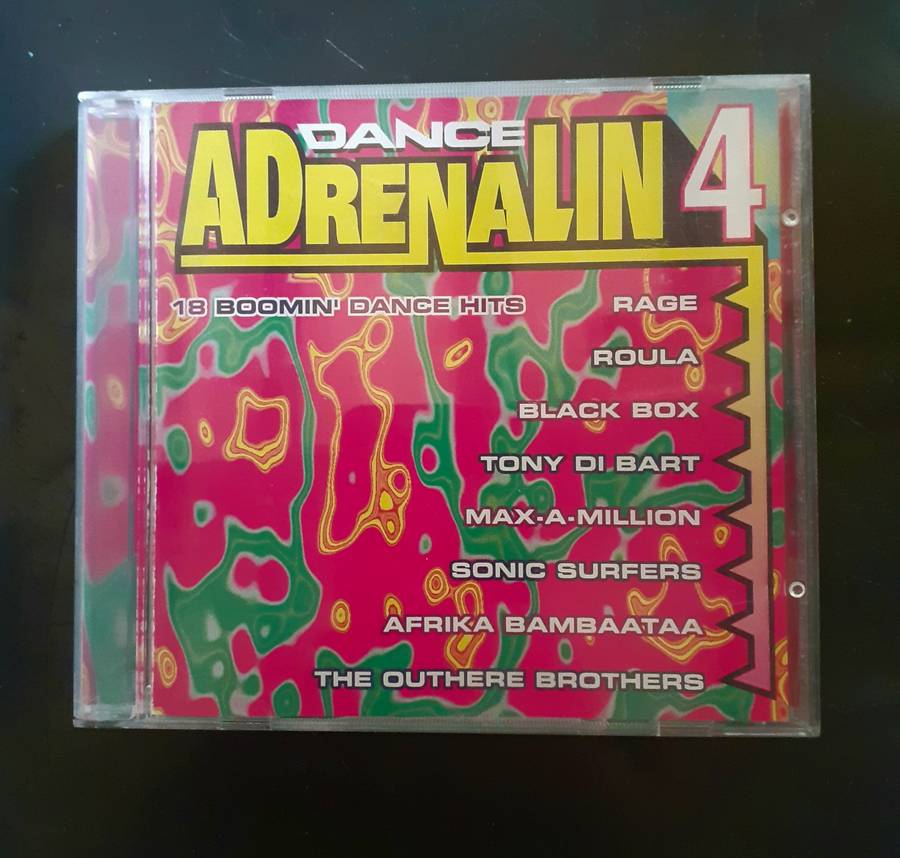 DANCE
ADRENALIN 4
18 BOOMIN' DANCE HITS
RAGE
ROULA
BLACK BOX
TONY DI BART
MAX-A-MILLION
SONIC SURFERS
AFRIKA BAMBAATAA
THE OUTHERE BROTHERS